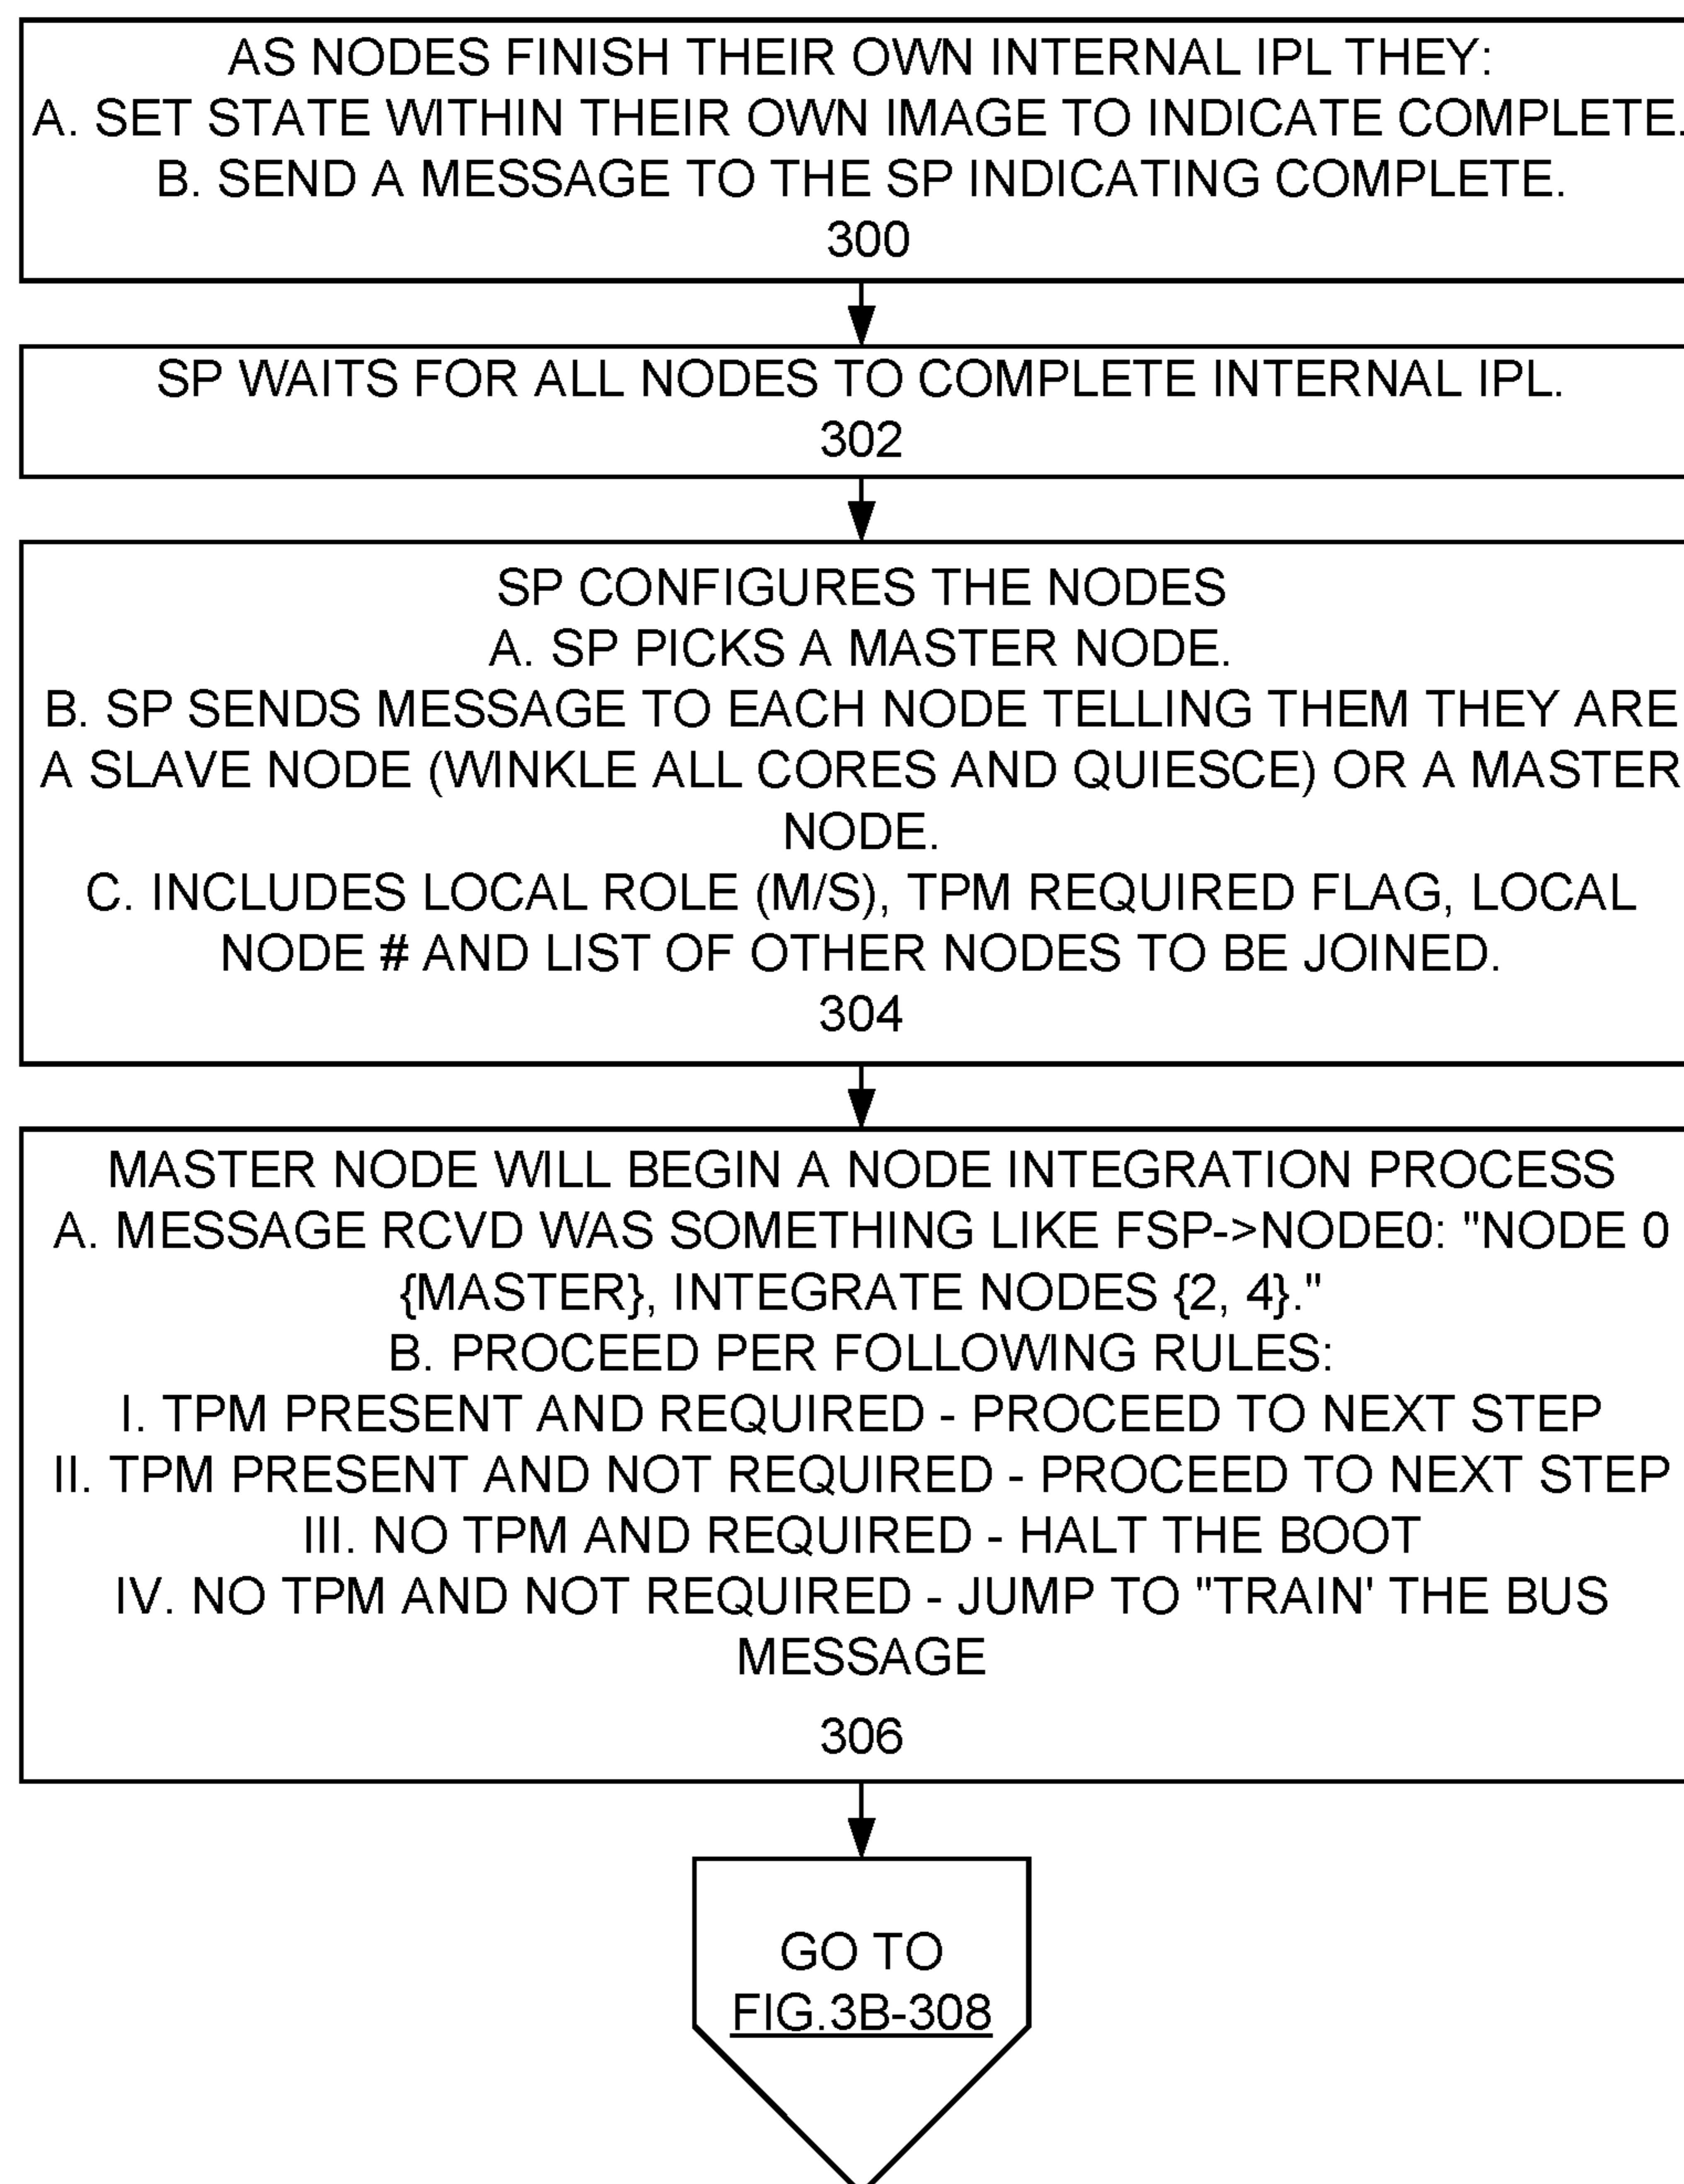 AS NODES FINISH THEIR OWN INTERNAL IPL THEY:
A. SET STATE WITHIN THEIR OWN IMAGE TO INDICATE COMPLETE.
B. SEND A MESSAGE TO THE SP INDICATING COMPLETE.
300
SP WAITS FOR ALL NODES TO COMPLETE INTERNAL IPL.
302
SP CONFIGURES THE NODES
A. SP PICKS A MASTER NODE.
B. SP SENDS MESSAGE TO EACH NODE TELLING THEM THEY ARE
A SLAVE NODE (WINKLE ALL CORES AND QUIESCE) OR A MASTER
NODE.
C. INCLUDES LOCAL ROLE (M/S), TPM REQUIRED FLAG, LOCAL
NODE # AND LIST OF OTHER NODES TO BE JOINED.
304
MASTER NODE WILL BEGIN A NODE INTEGRATION PROCESS
A. MESSAGE RCVD WAS SOMETHING LIKE FSP->NODE0: "NODE 0
{MASTER}, INTEGRATE NODES {2, 4}."
B. PROCEED PER FOLLOWING RULES:
I. TPM PRESENT AND REQUIRED - PROCEED TO NEXT STEP
II. TPM PRESENT AND NOT REQUIRED - PROCEED TO NEXT STEP
III. NO TPM AND REQUIRED - HALT THE BOOT
IV. NO TPM AND NOT REQUIRED - JUMP TO "TRAIN' THE BUS
MESSAGE
306
GO TO
FIG.3B-308